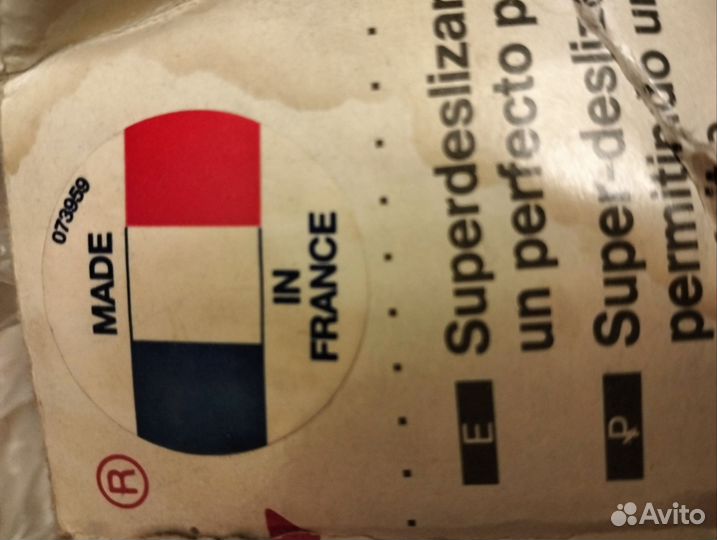 073959
MADE
IN
FRANCE
®
E Superdeslizan
un perfecto p
P Super-desliz
permitindo u
Avito